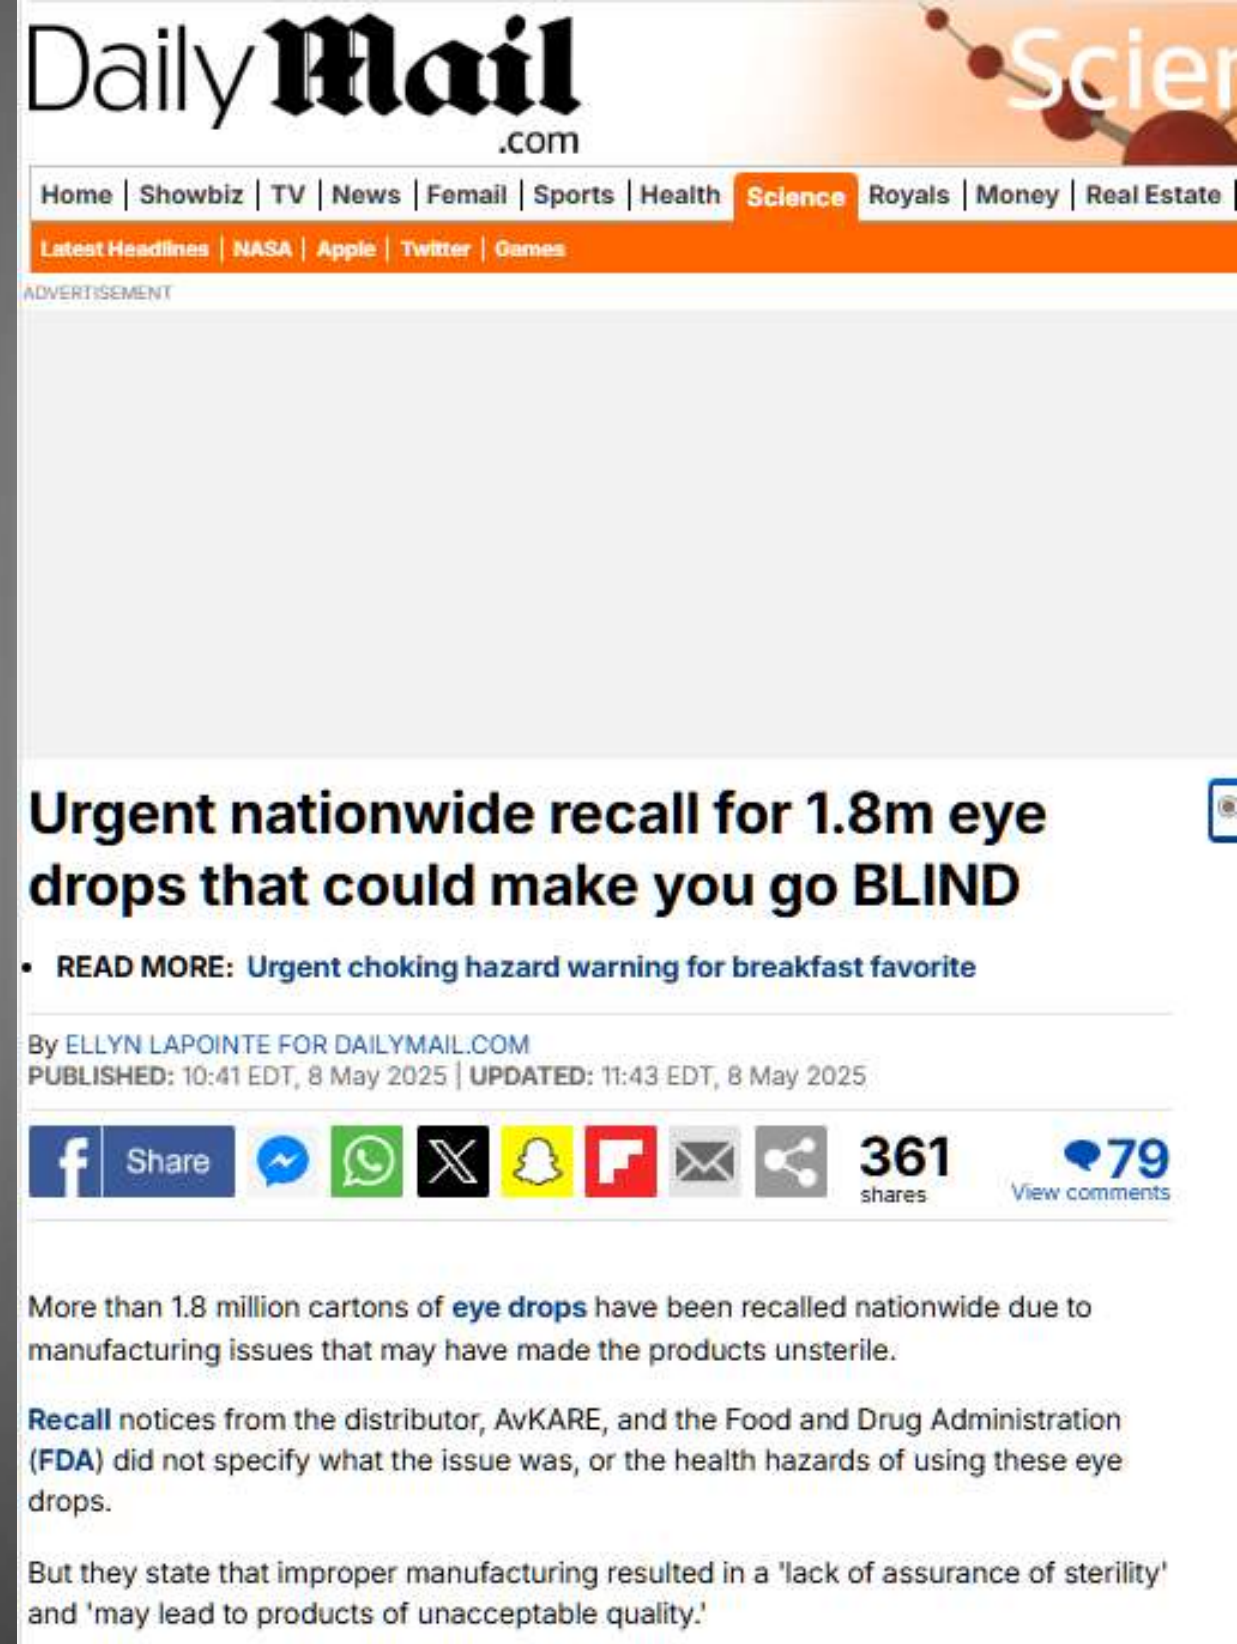 Daily Mail
.com
Scien
Home | Showbiz | TV | News | Femail | Sports | Health | Science | Royals | Money | Real Estate |
Latest Headlines | NASA | Apple | Twitter | Games
ADVERTISEMENT
Urgent nationwide recall for 1.8m eye
drops that could make you go BLIND
• READ MORE: Urgent choking hazard warning for breakfast favorite
By ELLYN LAPOINTE FOR DAILYMAIL.COM
PUBLISHED: 10:41 EDT, 8 May 2025 | UPDATED: 11:43 EDT, 8 May 2025
Share
361
shares
79
View comments
More than 1.8 million cartons of eye drops have been recalled nationwide due to
manufacturing issues that may have made the products unsterile.
Recall notices from the distributor, AvKARE, and the Food and Drug Administration
(FDA) did not specify what the issue was, or the health hazards of using these eye
drops.
But they state that improper manufacturing resulted in a 'lack of assurance of sterility'
and 'may lead to products of unacceptable quality.'